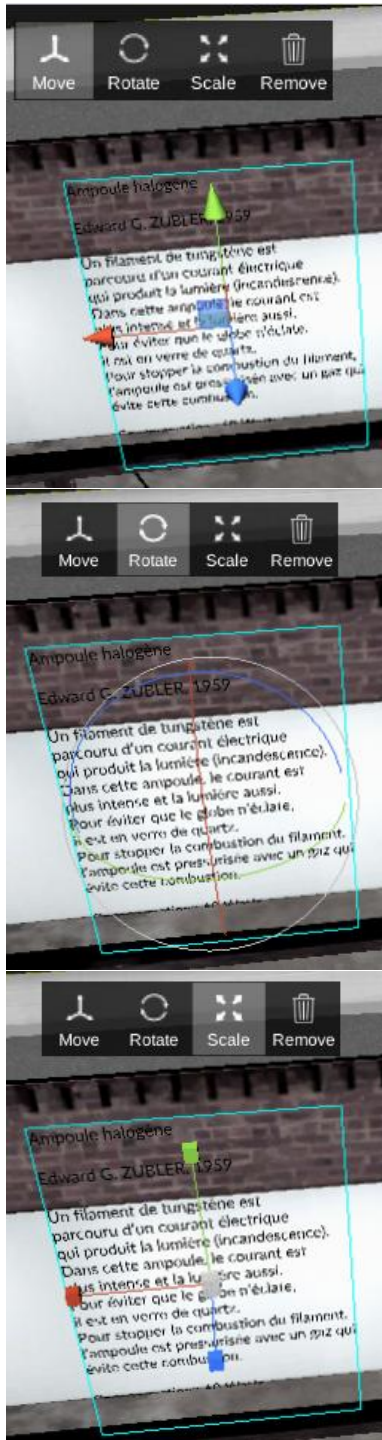 Move Rotate Scale Remove
Ampoule halogène
Edward G. ZUBLER, 1959
Un filament de tungstène est
parcouru d'un courant électrique
qui produit la lumière (incandescence).
Dans cette ampoule le courant est
plus intense et la lumière aussi.
Pour éviter que le globe n'éclate,
il est en verre de quartz.
Pour stopper la combustion du filament,
l'ampoule est pressurisée avec un gaz qui
évite cette combustion.
Move Rotate Scale Remove
Ampoule halogène
Edward G. ZUBLER, 1959
Un filament de tungstène est
parcouru d'un courant électrique
qui produit la lumière (incandescence).
Dans cette ampoule, le courant est
plus intense et la lumière aussi.
Pour éviter que le globe n'éclate,
il est en verre de quartz.
Pour stopper la combustion du filament,
l'ampoule est pressurisée avec un gaz qui
évite cette combustion.
Move Rotate Scale Remove
Ampoule halogène
Edward G. ZUBLER, 1959
Un filament de tungstène est
parcouru d'un courant électrique
qui produit la lumière (incandescence).
Dans cette ampoule, le courant est
plus intense et la lumière aussi.
Pour éviter que le globe n'éclate,
il est en verre de quartz.
Pour stopper la combustion du filament,
l'ampoule est pressurisée avec un gaz qui
évite cette combustion.